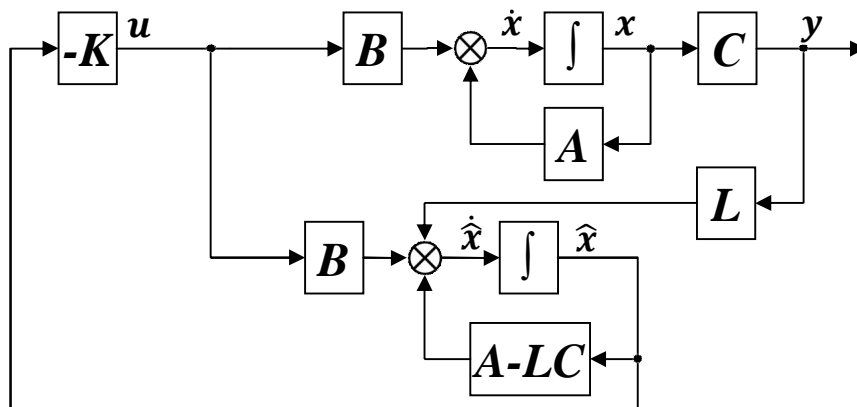 -K u B ẋ ∫ x C y
A
L
B x̂̇ ∫ x̂
A-LC